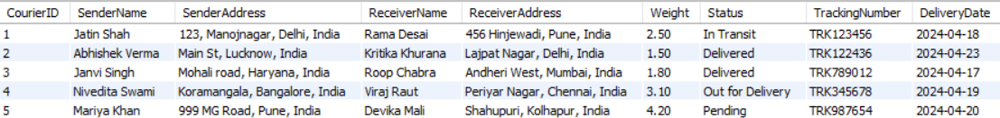 CourierID SenderName SenderAddress ReceiverName ReceiverAddress Weight Status TrackingNumber DeliveryDate
1 Jatin Shah 123, Manojnagar, Delhi, India Rama Desai 456 Hinjewadi, Pune, India 2.50 In Transit TRK123456 2024-04-18
2 Abhishek Verma Main St, Lucknow, India Kritika Khurana Lajpat Nagar, Delhi, India 1.50 Delivered TRK122436 2024-04-23
3 Janvi Singh Mohali road, Haryana, India Roop Chabra Andheri West, Mumbai, India 1.80 Delivered TRK789012 2024-04-17
4 Nivedita Swami Koramangala, Bangalore, India Viraj Raut Periyar Nagar, Chennai, India 3.10 Out for Delivery TRK345678 2024-04-19
5 Mariya Khan 999 MG Road, Pune, India Devika Mali Shahupuri, Kolhapur, India 4.20 Pending TRK987654 2024-04-20